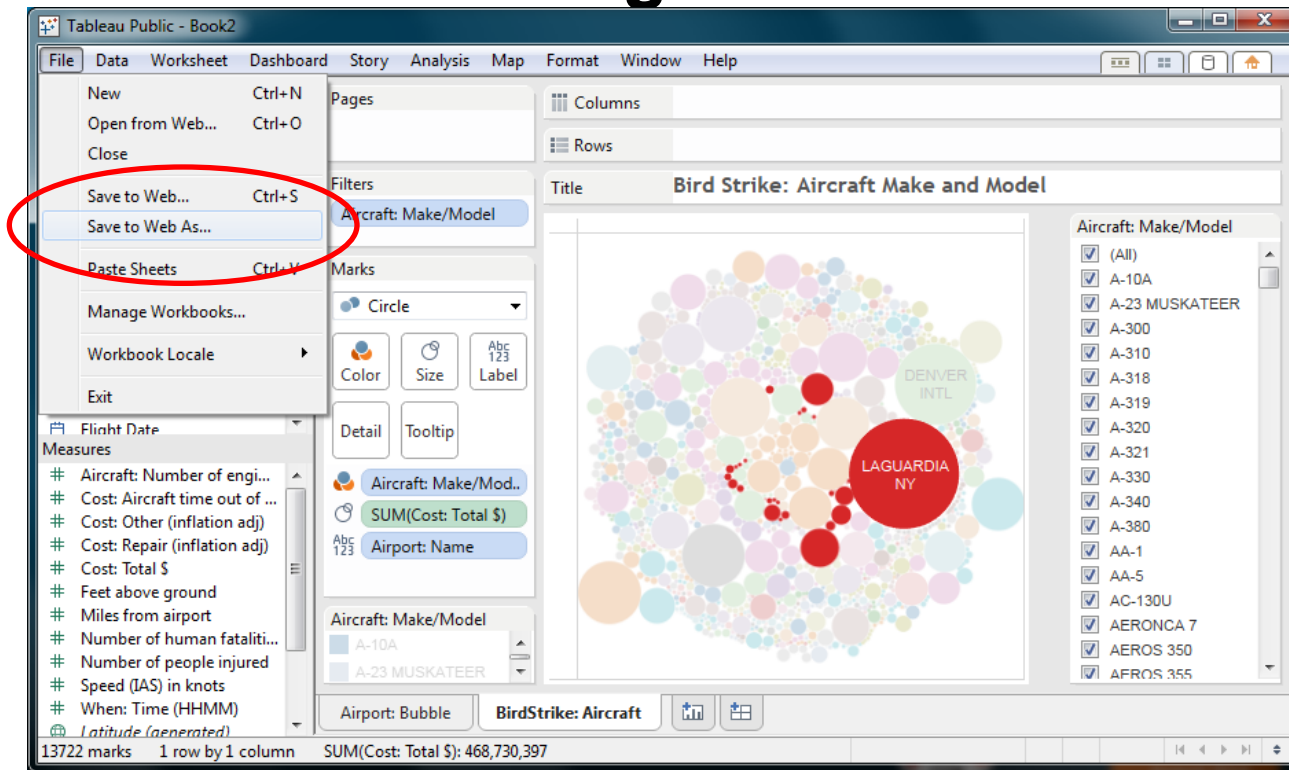 Tableau Public - Book2
File Data Worksheet Dashboard Story Analysis Map Format Window Help
New Ctrl+N
Open from Web... Ctrl+O
Close
Save to Web... Ctrl+S
Save to Web As...
Paste Sheets Ctrl+V
Manage Workbooks...
Workbook Locale
Exit
Flight Date
Measures
Aircraft: Number of engi...
Cost: Aircraft time out of ...
Cost: Other (inflation adj)
Cost: Repair (inflation adj)
Cost: Total $
Feet above ground
Miles from airport
Number of human fataliti...
Number of people injured
Speed (IAS) in knots
When: Time (HHMM)
Latitude (generated)
Pages
Filters
Aircraft: Make/Model
Marks
Circle
Color Size Abc 123 Label
Detail Tooltip
Aircraft: Make/Mod..
SUM(Cost: Total $)
Abc 123 Airport: Name
Aircraft: Make/Model
A-10A
A-23 MUSKATEER
Columns
Rows
Title Bird Strike: Aircraft Make and Model
DENVER
INTL
LAGUARDIA
NY
Aircraft: Make/Model
(All)
A-10A
A-23 MUSKATEER
A-300
A-310
A-318
A-319
A-320
A-321
A-330
A-340
A-380
AA-1
AA-5
AC-130U
AERONCA 7
AEROS 350
AEROS 355
Airport: Bubble BirdStrike: Aircraft
13722 marks 1 row by 1 column SUM(Cost: Total $): 468,730,397